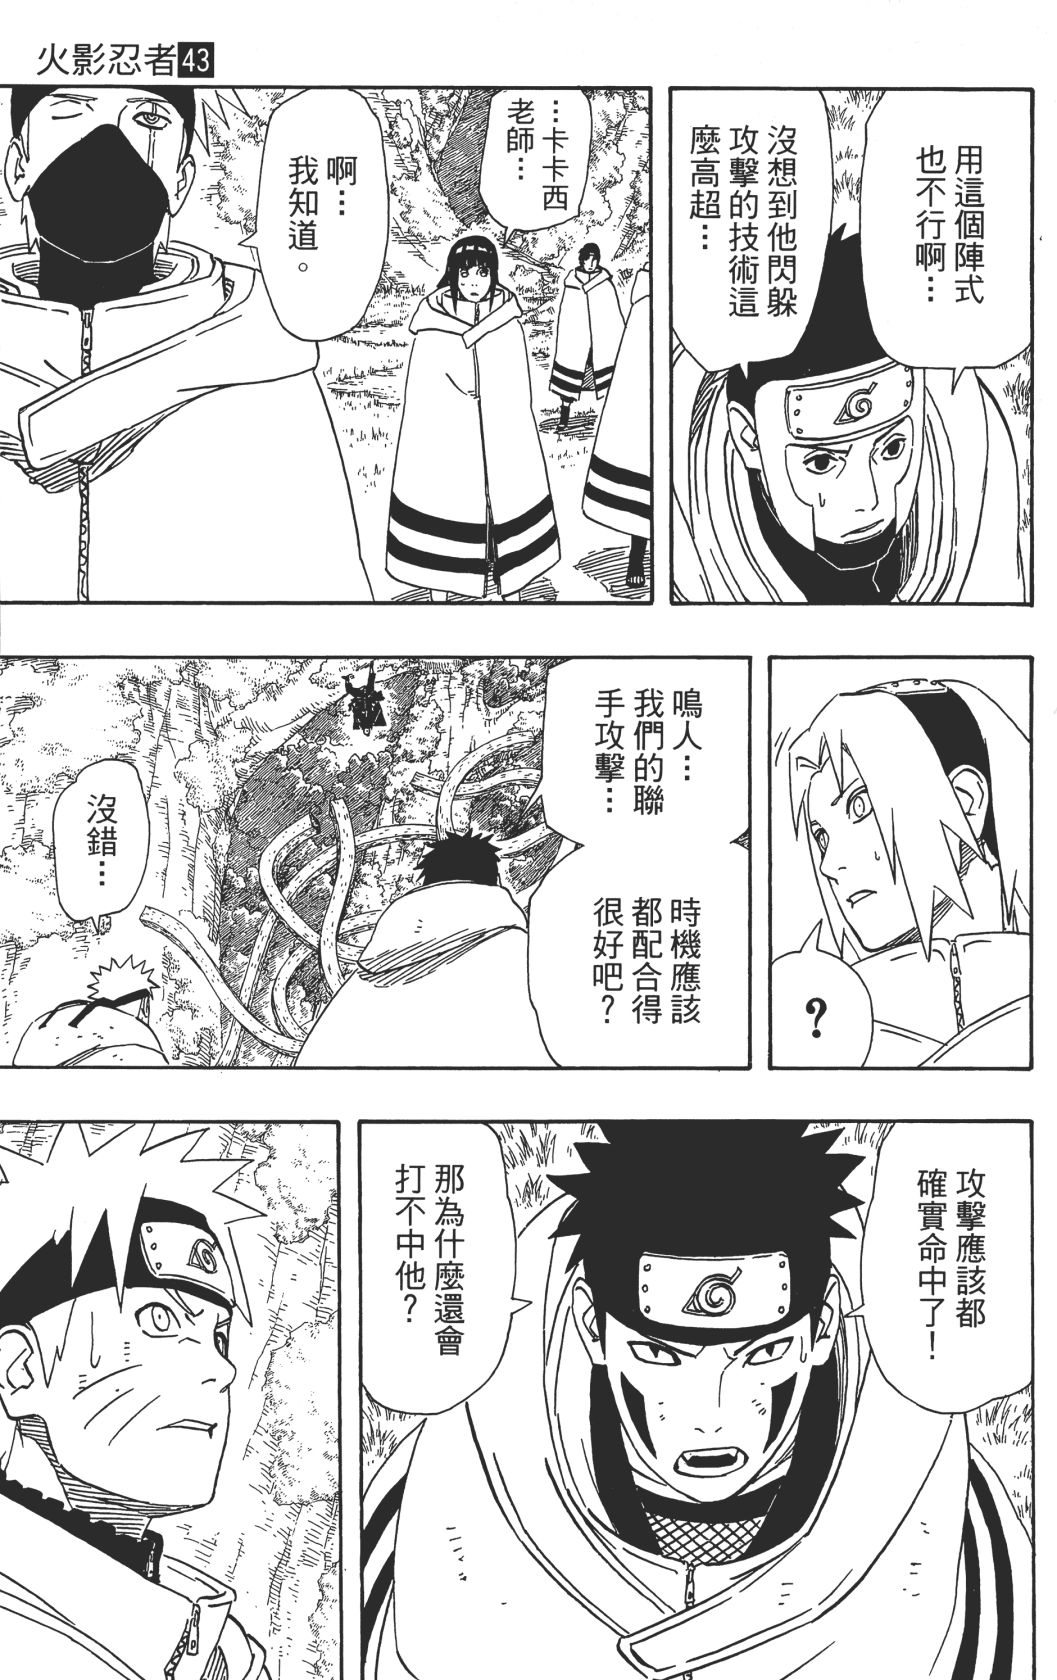 火影忍者43
用這個陣式
也不行啊…
沒想到他閃躲
攻擊的技術這
麼高超…
…卡卡西
老師…
啊…
我知道。
?
鳴人…
我們的聯
手攻擊…
時機應該
都配合得
很好吧?
沒錯…
攻擊應該都
確實命中了!
那為什麼還會
打不中他?